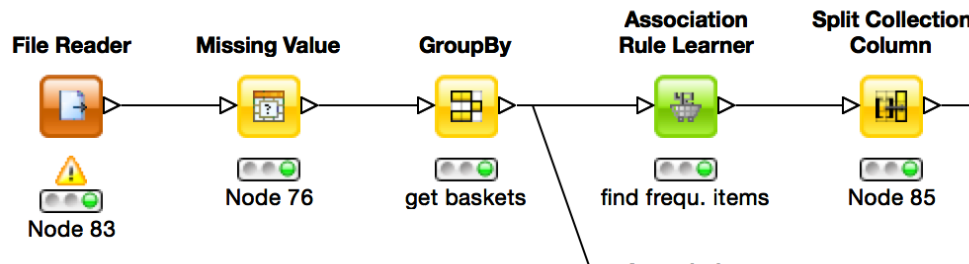 File Reader
Missing Value
GroupBy
Association
Rule Learner
Split Collection
Column
?
Node 83
Node 76
get baskets
find frequ. items
Node 85